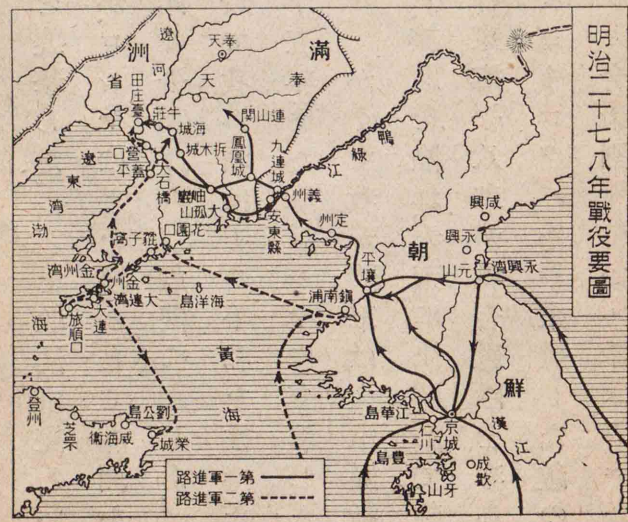 明治二十七八年戰役要圖
滿洲
奉天省
奉天
遼河
田庄臺
牛莊
海城
營口
蓋平
大石橋
析木城
連山関
鳳凰城
九連城
安東縣
義州
鴨綠江
岫巖
大孤山
花園口
貔子窩
金州灣
金州
大連灣
大連
旅順口
遼東湾
渤海
海洋島
黃海
定州
平壤
鎭南浦
咸興
永興
永興灣
元山
朝鮮
漢江
江華島
京城
仁川
豊島
成歡
牙山
登州
芝罘
威海衞
劉公島
榮城
第一軍進路
第二軍進路